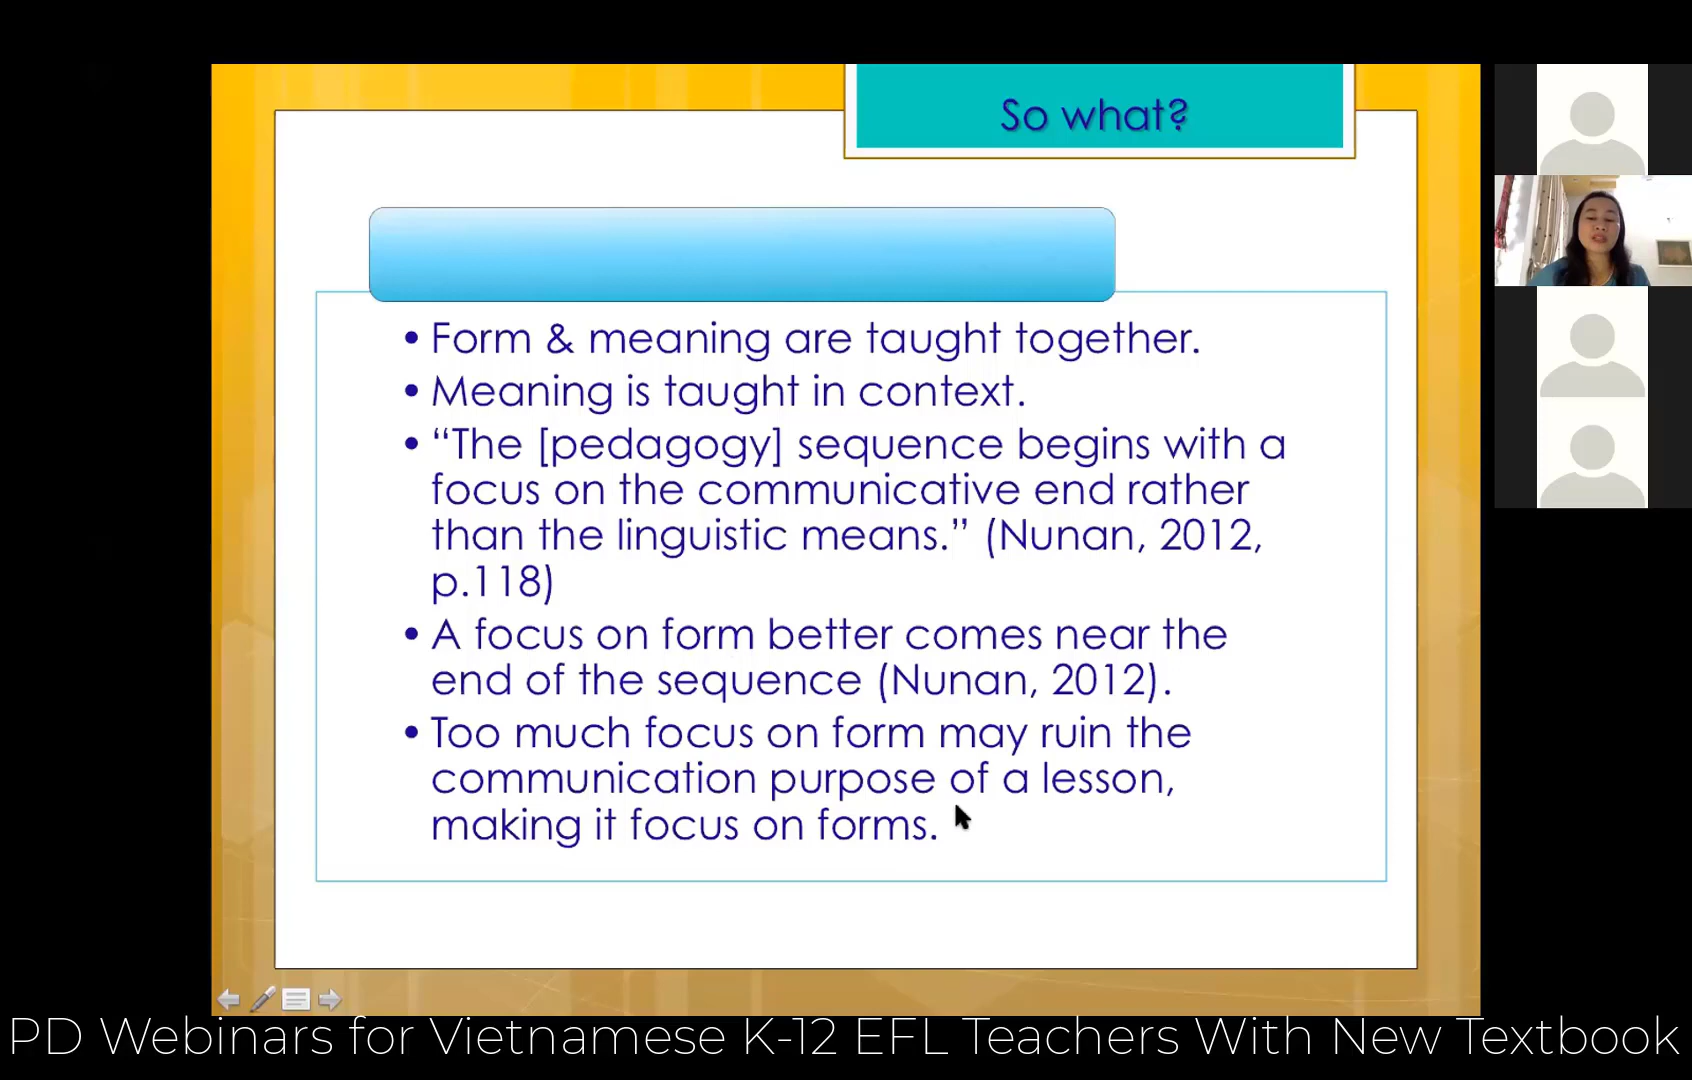 So what?
• Form & meaning are taught together.
• Meaning is taught in context.
• “The [pedagogy] sequence begins with a
focus on the communicative end rather
than the linguistic means.” (Nunan, 2012,
p.118)
• A focus on form better comes near the
end of the sequence (Nunan, 2012).
• Too much focus on form may ruin the
communication purpose of a lesson,
making it focus on forms.
PD Webinars for Vietnamese K-12 EFL Teachers With New Textbook